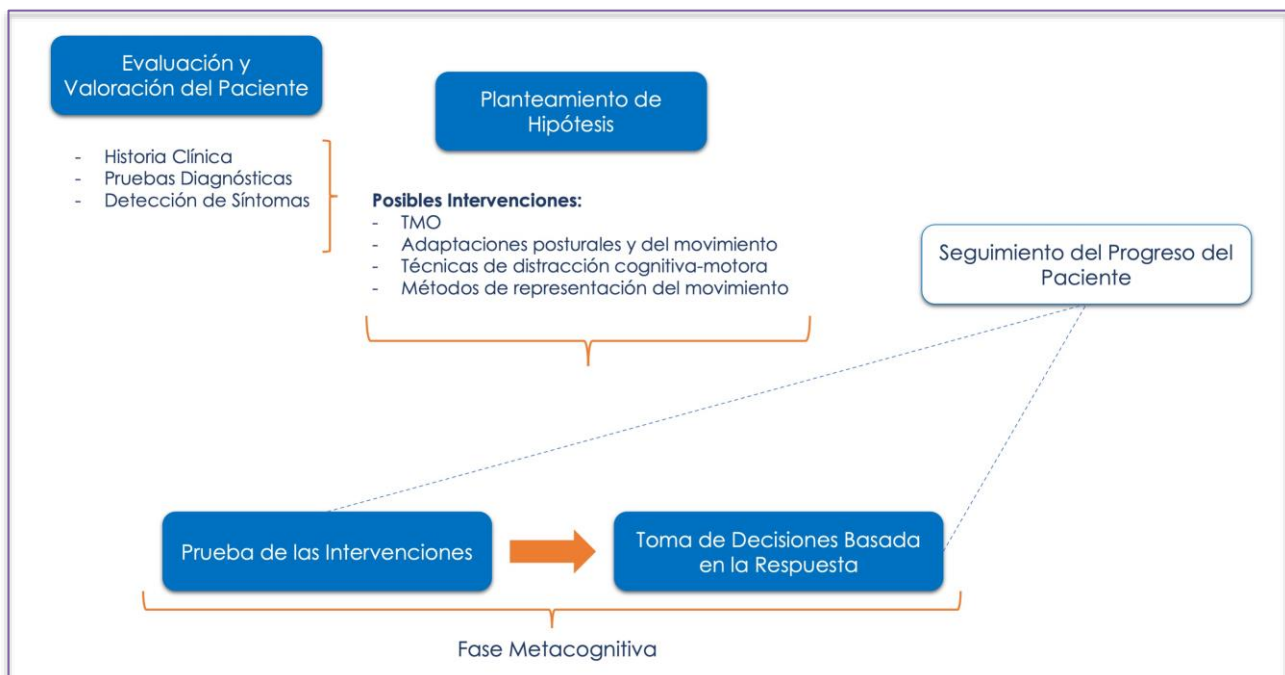 Evaluación y
Valoración del Paciente
- Historia Clínica
- Pruebas Diagnósticas
- Detección de Síntomas
Planteamiento de
Hipótesis
Posibles Intervenciones:
- TMO
- Adaptaciones posturales y del movimiento
- Técnicas de distracción cognitiva-motora
- Métodos de representación del movimiento
Seguimiento del Progreso del
Paciente
Prueba de las Intervenciones
Toma de Decisiones Basada
en la Respuesta
Fase Metacognitiva